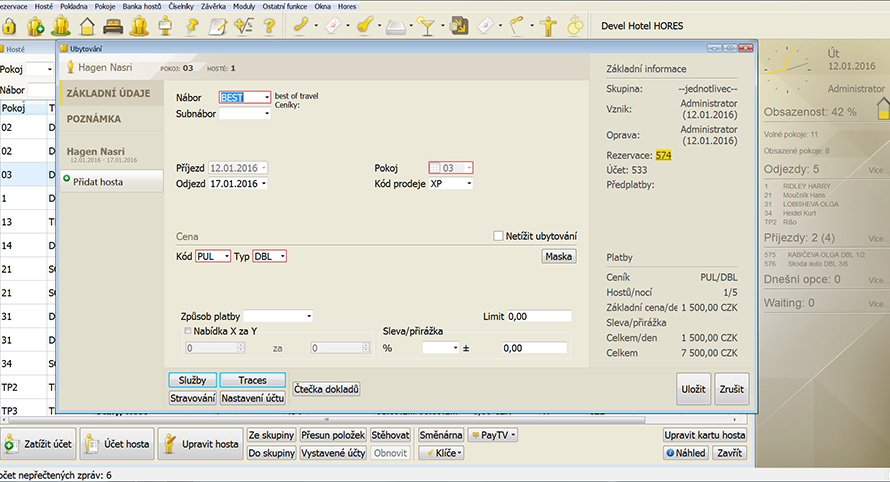 Rezervace Hosté Pokladna Pokoje Banka hostů Číselníky Závěrka Moduly Ostatní funkce Okna Hores
Devel Hotel HORES
Hosté
Pokoj
Nábor
Pokoj
02
02
03
1
13
14
21
21
31
31
34
TP2
TP3
Ubytování
Hagen Nasri POKOJ: 03 HOSTÉ: 1
ZÁKLADNÍ ÚDAJE
POZNÁMKA
Hagen Nasri
12.01.2016 - 17.01.2016
Přidat hosta
Nábor BEST best of travel
Ceníky:
Subnábor
Příjezd 12.01.2016 Pokoj 03
Odjezd 17.01.2016 Kód prodeje XP
Cena Netížit ubytování
Kód PUL Typ DBL Maska
Způsob platby Limit 0,00
Nabídka X za Y Sleva/přirážka
0 za 0 % ± 0,00
Služby Traces
Stravování Nastavení účtu Čtečka dokladů
Základní informace
Skupina: --jednotlivec--
Vznik: Administrator
(12.01.2016)
Oprava: Administrator
(12.01.2016)
Rezervace: 574
Účet: 533
Předplatby:
Platby
Ceník PUL/DBL
Hostů/nocí 1/5
Základní cena/de 1 500,00 CZK
Sleva/přirážka
Celkem/den 1 500,00 CZK
Celkem 7 500,00 CZK
Uložit Zrušit
Út
12.01.2016
Administrator
Obsazenost: 42 %
Volné pokoje: 11
Obsazené pokoje: 8
Odjezdy: 5 Více...
1 RIDLEY HARRY
21 Moučník Hans
31 LOBISHEVA OLGA
34 Heidel Kurt
TP2 Rišo
Příjezdy: 2 (4) Více...
575 KABIČEVA OLGA DBL 1/2
576 Skoda auto DBL 3/6
Dnešní opce: 0 Více...
Waiting: 0 Více...
Zatížit účet Účet hosta Upravit hosta
Ze skupiny Přesun položek Stěhovat Směnárna PayTV Upravit kartu hosta
Do skupiny Vystavené účty Obnovit Klíče Náhled Zavřít
očet nepřečtených zpráv: 6